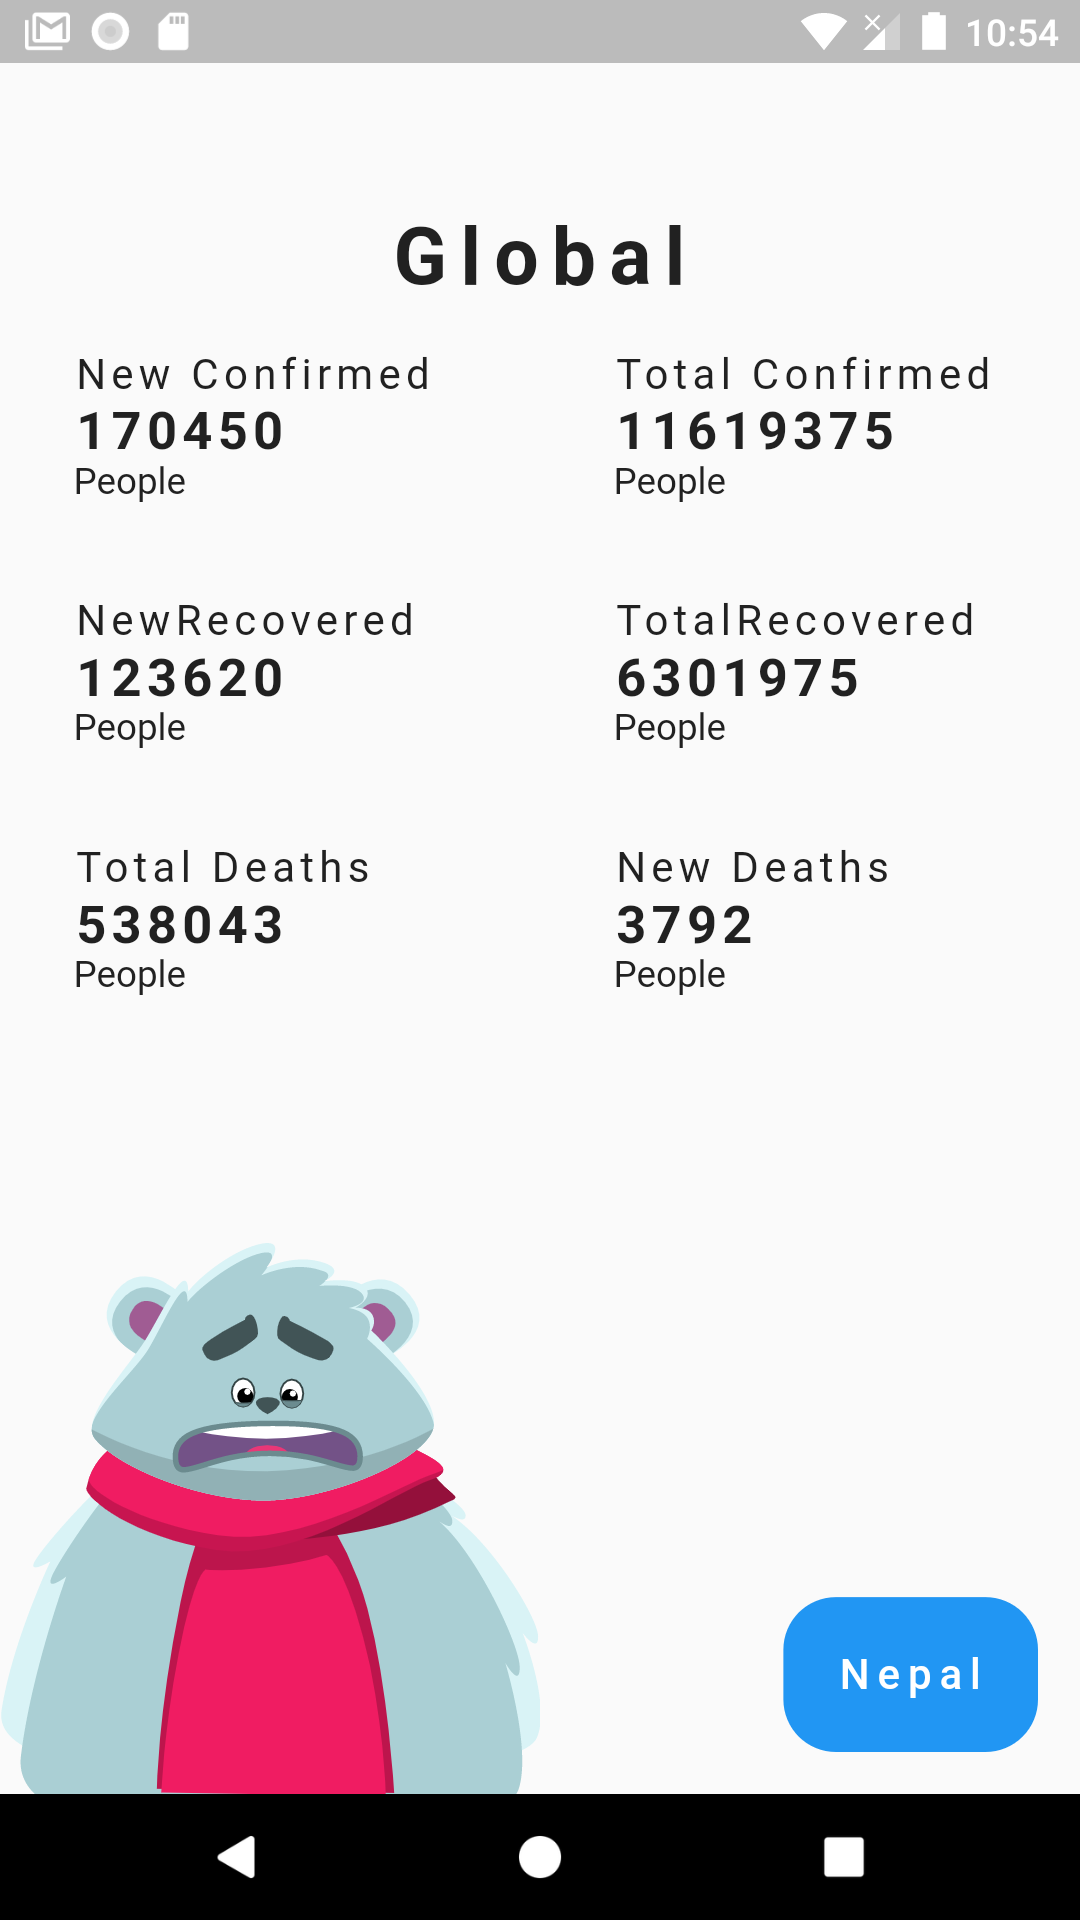 10:54
Global
New Confirmed Total Confirmed
170450 11619375
People People
NewRecovered TotalRecovered
123620 6301975
People People
Total Deaths New Deaths
538043 3792
People People
Nepal